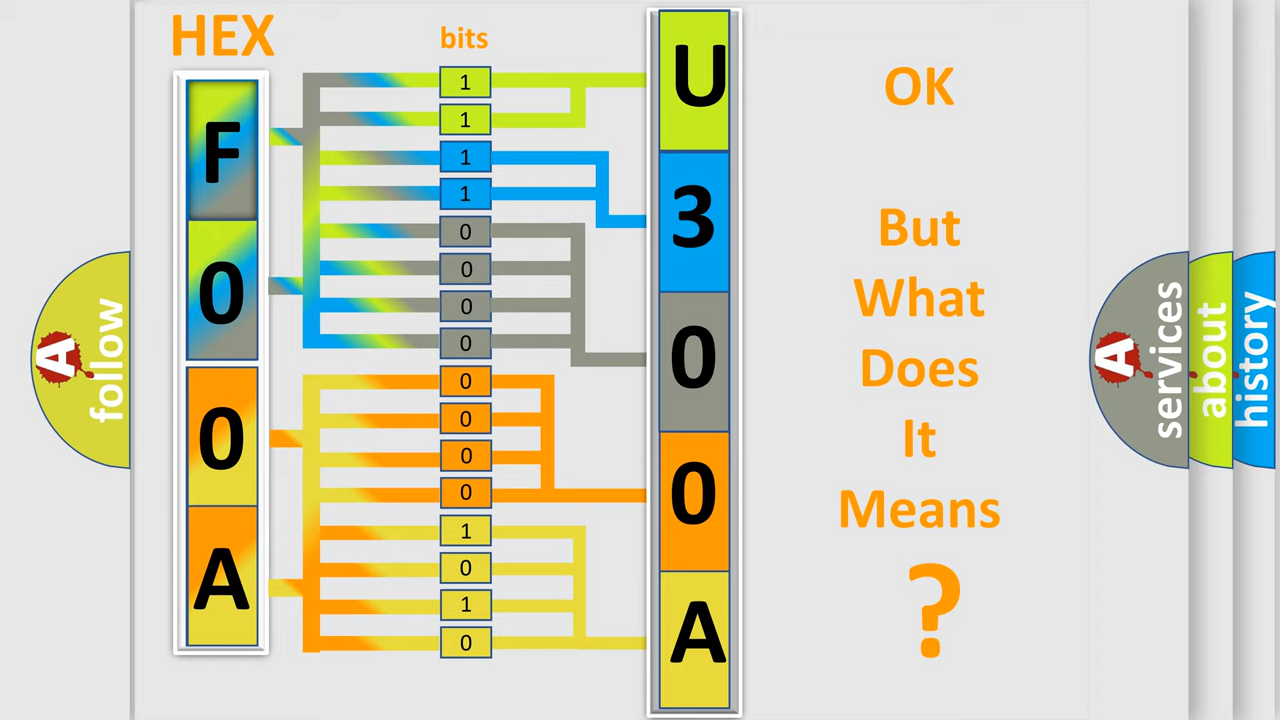 HEX
bits
F
0
0
A
1
1
1
1
0
0
0
0
0
0
0
0
1
0
1
0
U
3
0
0
A
OK
But
What
Does
It
Means
?
A
follow
A
services
about
history